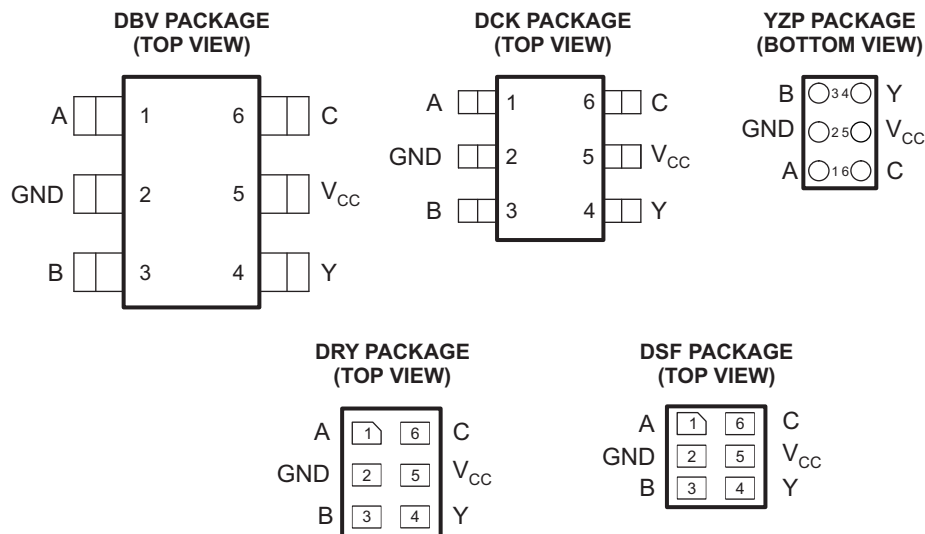 DBV PACKAGE
(TOP VIEW)
A 1 6 C
GND 2 5 VCC
B 3 4 Y
DCK PACKAGE
(TOP VIEW)
A 1 6 C
GND 2 5 VCC
B 3 4 Y
YZP PACKAGE
(BOTTOM VIEW)
B 3 4 Y
GND 2 5 VCC
A 1 6 C
DRY PACKAGE
(TOP VIEW)
A 1 6 C
GND 2 5 VCC
B 3 4 Y
DSF PACKAGE
(TOP VIEW)
A 1 6 C
GND 2 5 VCC
B 3 4 Y